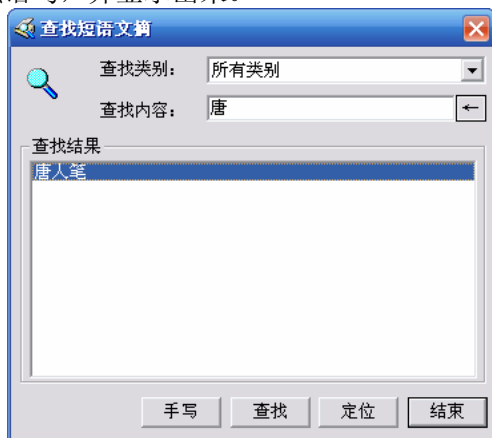 查找短语文摘
查找类别： 所有类别
查找内容： 唐
查找结果
唐人笔
手写 查找 定位 结束